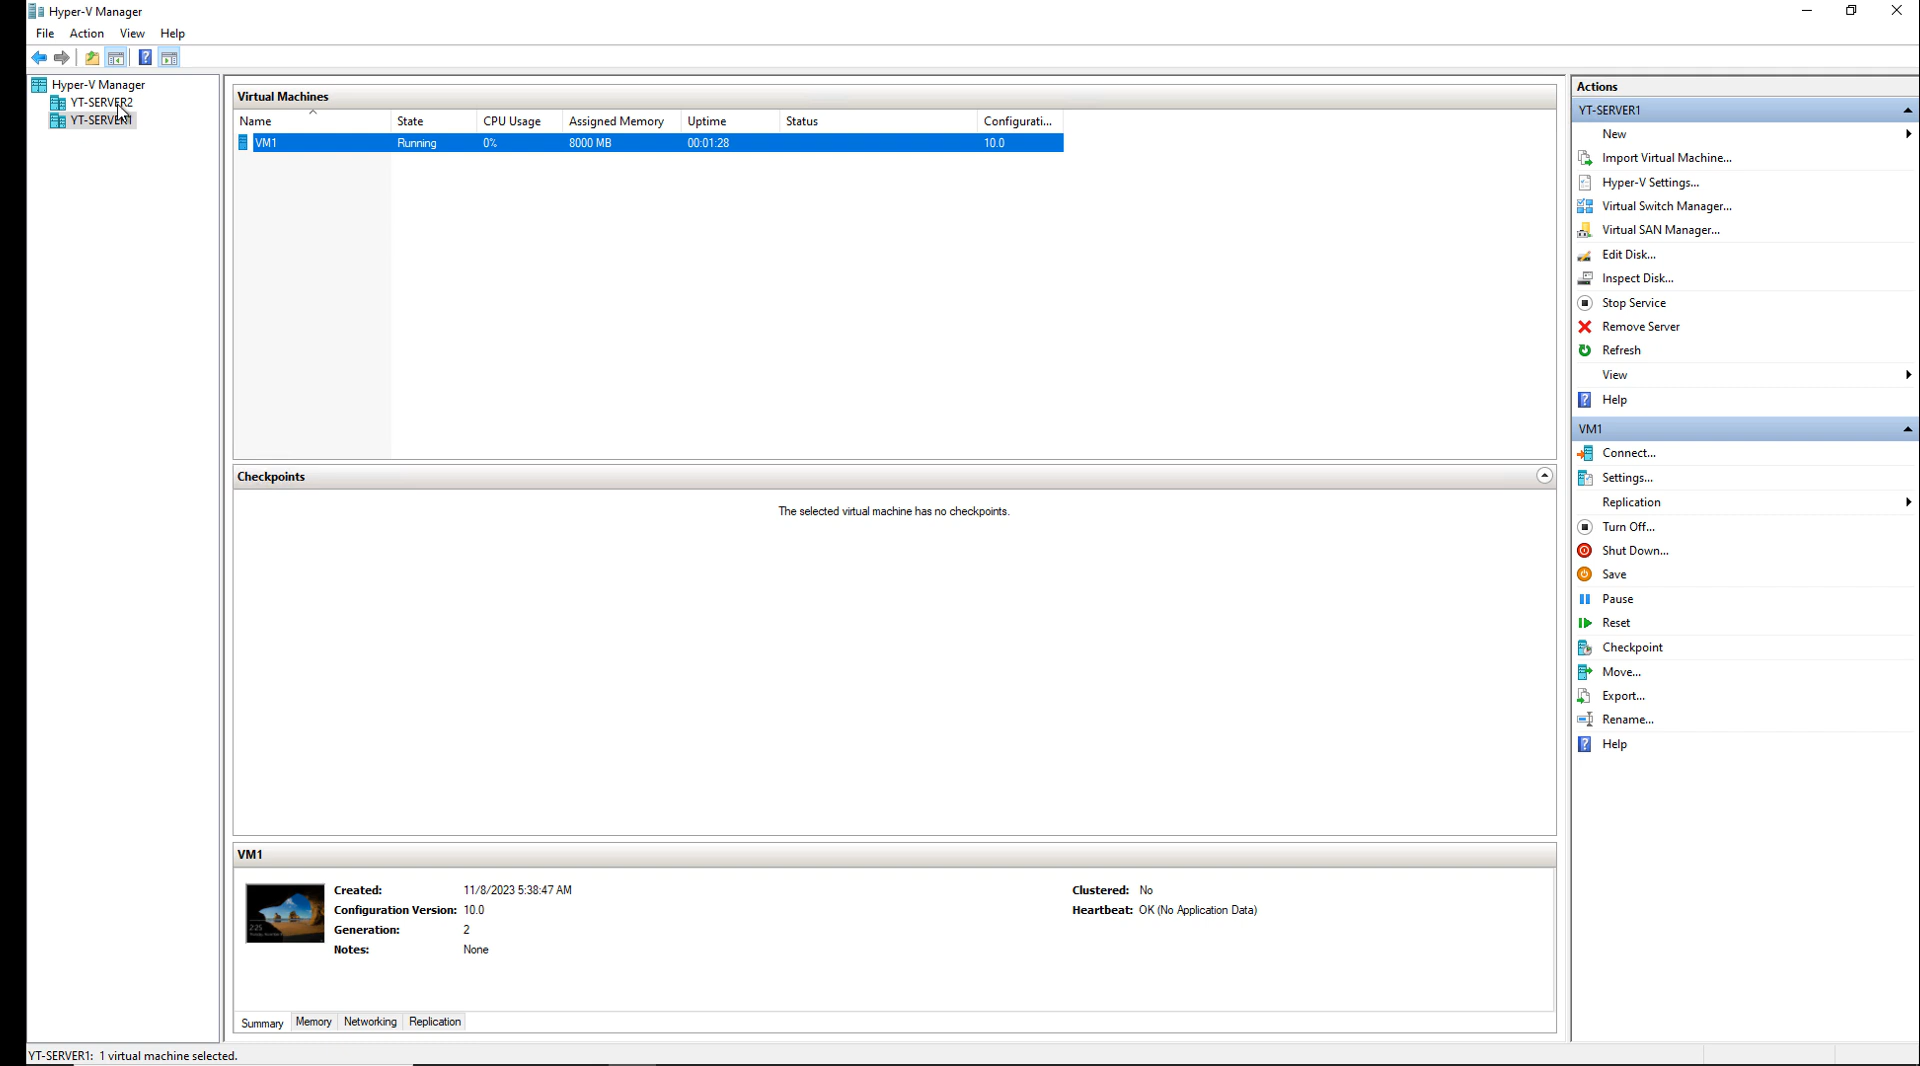 Hyper-V Manager
File Action View Help
Hyper-V Manager
YT-SERVER2
YT-SERVER1
Virtual Machines
Name State CPU Usage Assigned Memory Uptime Status Configurati...
VM1 Running 0% 8000 MB 00:01:28 10.0
Checkpoints
The selected virtual machine has no checkpoints.
VM1
2:25
Created: 11/8/2023 5:38:47 AM
Configuration Version: 10.0
Generation: 2
Notes: None
Clustered: No
Heartbeat: OK (No Application Data)
Summary Memory Networking Replication
Actions
YT-SERVER1
New
Import Virtual Machine...
Hyper-V Settings...
Virtual Switch Manager...
Virtual SAN Manager...
Edit Disk...
Inspect Disk...
Stop Service
Remove Server
Refresh
View
Help
VM1
Connect...
Settings...
Replication
Turn Off...
Shut Down...
Save
Pause
Reset
Checkpoint
Move...
Export...
Rename...
Help
YT-SERVER1: 1 virtual machine selected.